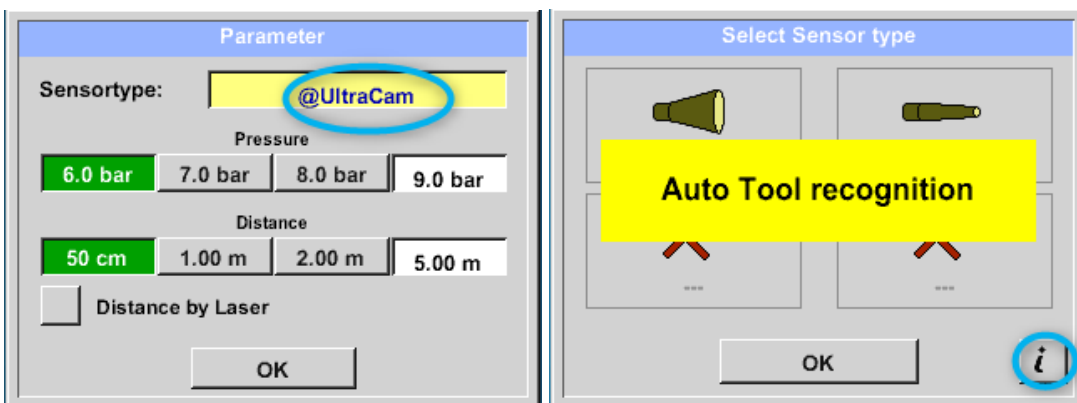 Parameter
Sensortype: @UltraCam
Pressure
6.0 bar 7.0 bar 8.0 bar 9.0 bar
Distance
50 cm 1.00 m 2.00 m 5.00 m
Distance by Laser
OK
Select Sensor type
Auto Tool recognition
--- ---
OK i